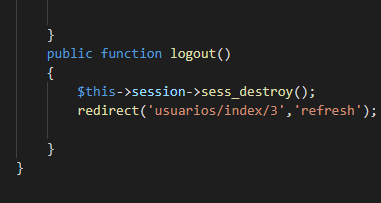 }
public function logout()
{
$this->session->sess_destroy();
redirect('usuarios/index/3','refresh');
}
}